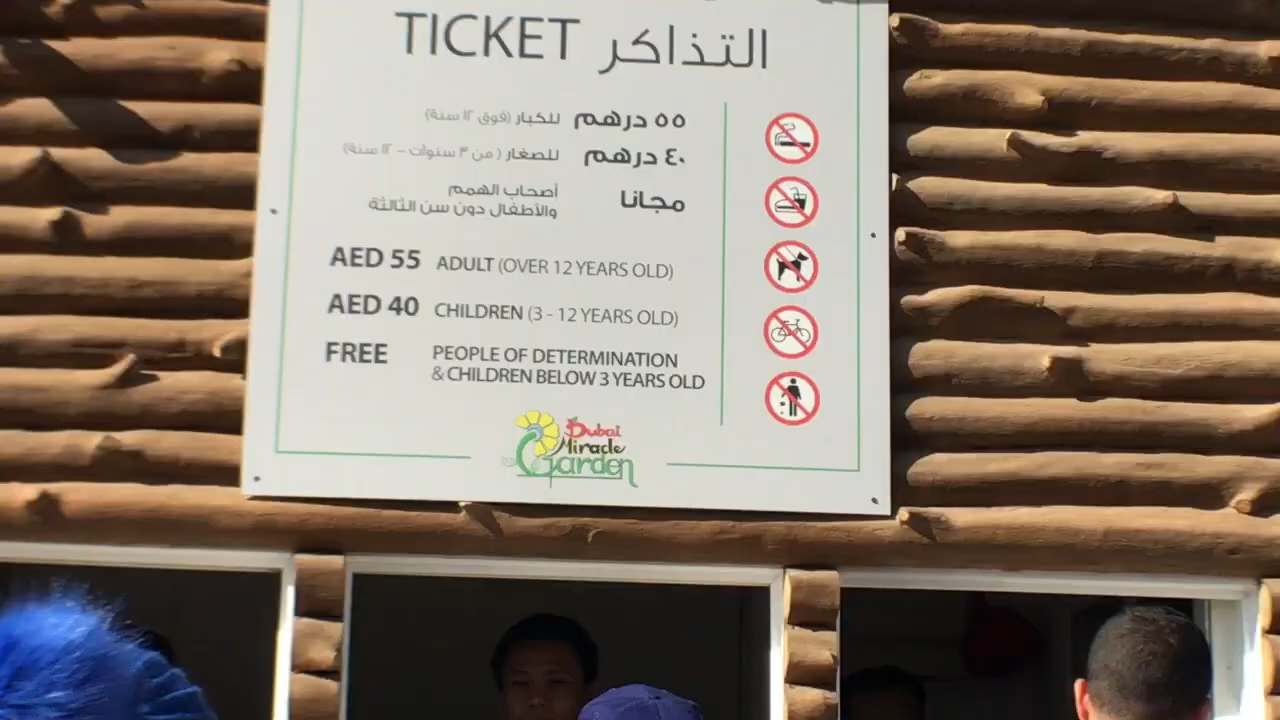 TICKET التذاكر
٥٥ درهم للكبار (فوق ١٢ سنة)
٤٠ درهم للصغار (من ٣ سنوات – ١٢ سنة)
مجانا أصحاب الهمم
والأطفال دون سن الثالثة
AED 55 ADULT (OVER 12 YEARS OLD)
AED 40 CHILDREN (3 - 12 YEARS OLD)
FREE PEOPLE OF DETERMINATION
& CHILDREN BELOW 3 YEARS OLD
Dubai
Miracle
Garden